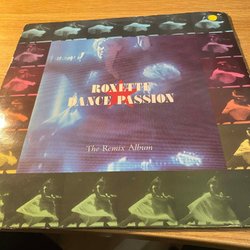 ROXETTE
DANCE PASSION
The Remix Album